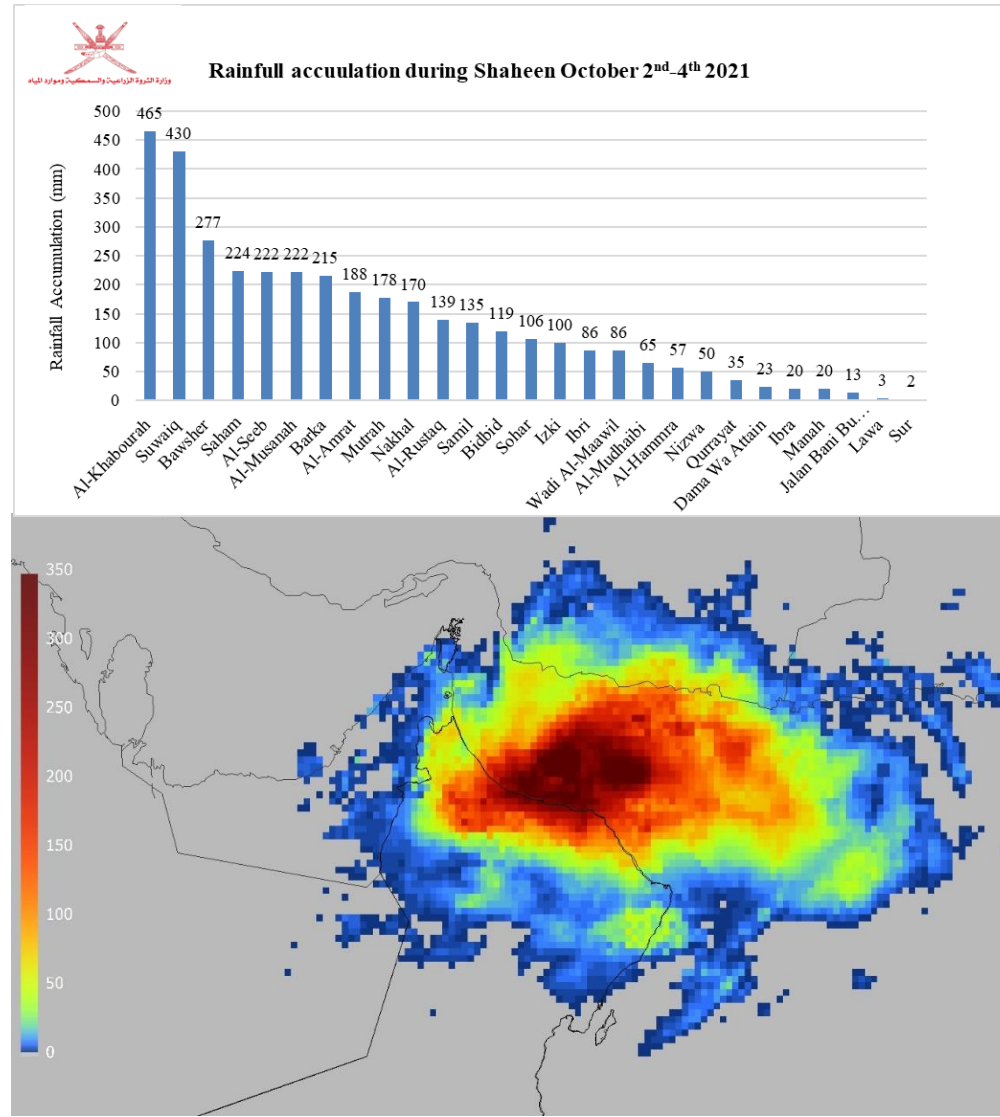 وزارة الثروة الزراعية والسمكية وموارد المياه
Rainfull accuulation during Shaheen October 2nd-4th 2021
Rainfall Accumulation (mm)
500
450
400
350
300
250
200
150
100
50
0
465
430
277
224
222
222
215
188
178
170
139
135
119
106
100
86
86
65
57
50
35
23
20
20
13
3
2
Al-Khabourah
Suwaiq
Bawsher
Saham
Al-Seeb
Al-Musanah
Barka
Al-Amrat
Mutrah
Nakhal
Al-Rustaq
Samil
Bidbid
Sohar
Izki
Ibri
Wadi Al-Maawil
Al-Mudhaibi
Al-Hammra
Nizwa
Qurrayat
Dama Wa Attain
Ibra
Manah
Jalan Bani Bu…
Lawa
Sur
350
300
250
200
150
100
50
0